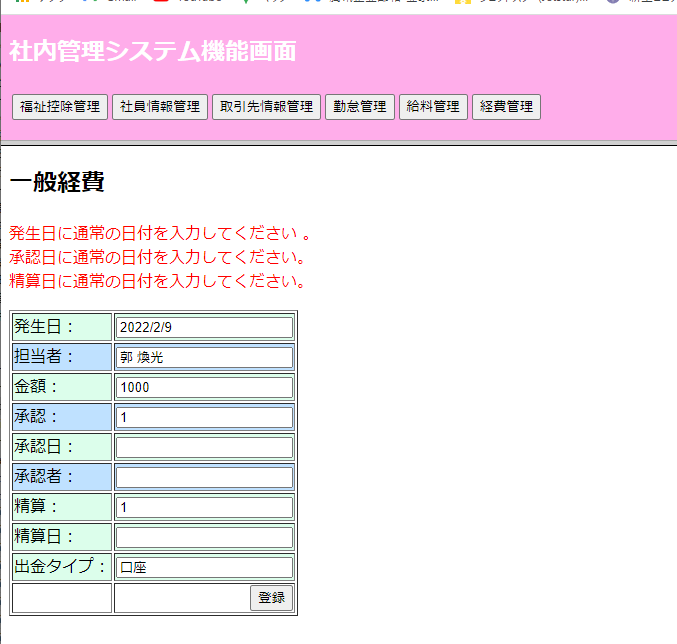 社内管理システム機能画面
福祉控除管理 社員情報管理 取引先情報管理 勤怠管理 給料管理 経費管理
一般経費
発生日に通常の日付を入力してください 。
承認日に通常の日付を入力してください。
精算日に通常の日付を入力してください。
発生日： 2022/2/9
担当者： 郭 煥光
金額： 1000
承認： 1
承認日：
承認者：
精算： 1
精算日：
出金タイプ： 口座
登録